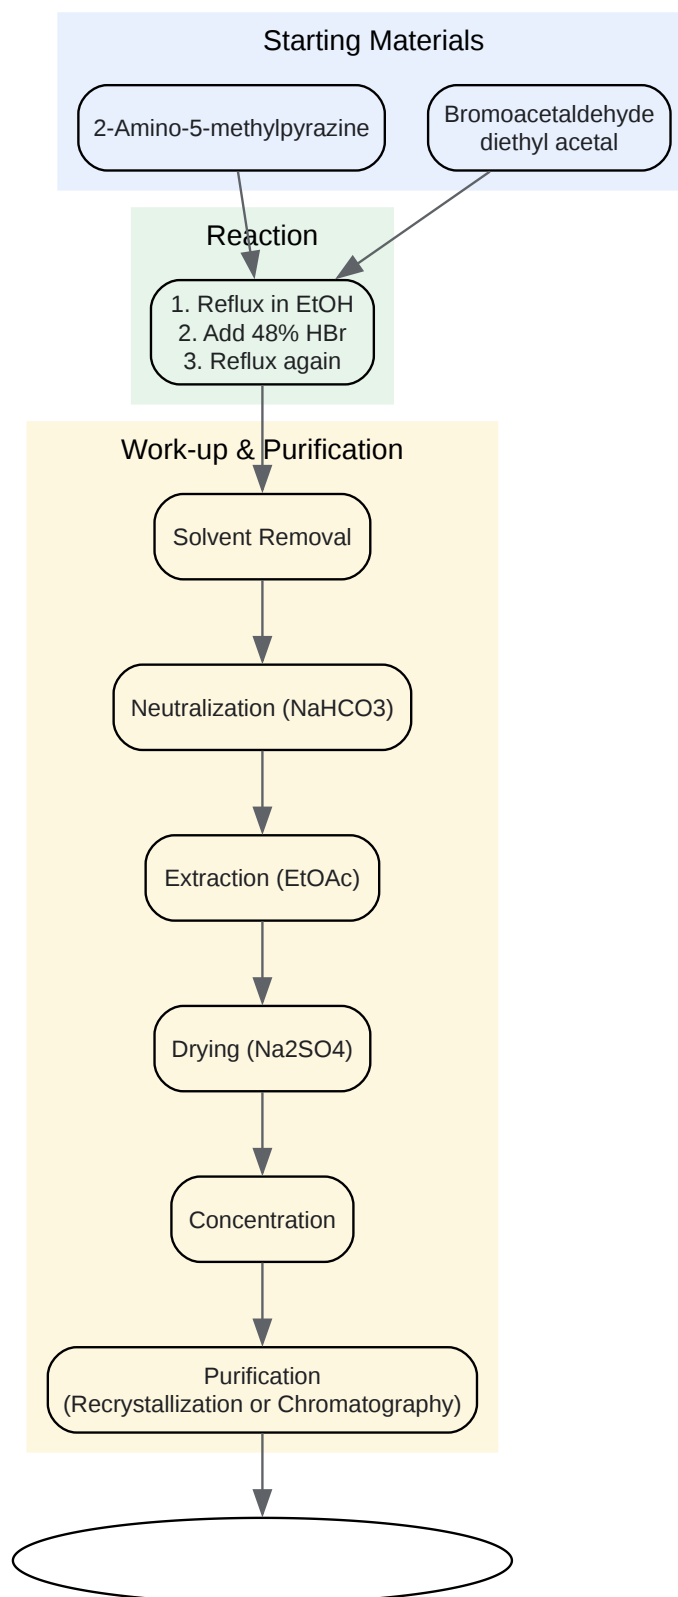 Starting Materials
2-Amino-5-methylpyrazine
Bromoacetaldehyde
diethyl acetal
Reaction
1. Reflux in EtOH
2. Add 48% HBr
3. Reflux again
Work-up & Purification
Solvent Removal
Neutralization (NaHCO3)
Extraction (EtOAc)
Drying (Na2SO4)
Concentration
Purification
(Recrystallization or Chromatography)